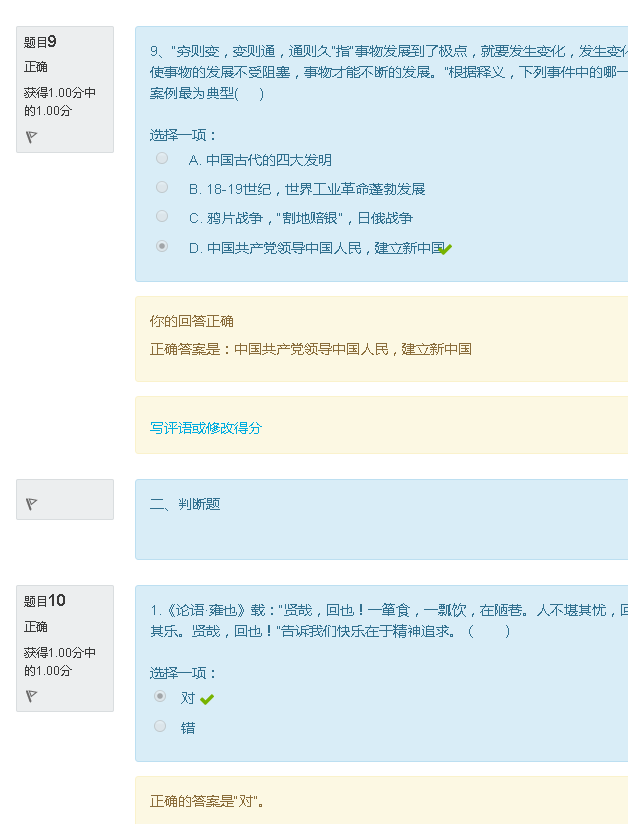 题目9
正确
获得1.00分中
的1.00分
9、"穷则变，变则通，通则久"指"事物发展到了极点，就要发生变化，发生变
使事物的发展不受阻塞，事物才能不断的发展。"根据释义，下列事件中的哪一
案例最为典型( )
选择一项：
A. 中国古代的四大发明
B. 18-19世纪，世界工业革命蓬勃发展
C. 鸦片战争，"割地赔银"，日俄战争
D. 中国共产党领导中国人民，建立新中国
你的回答正确
正确答案是：中国共产党领导中国人民，建立新中国
写评语或修改得分
二、判断题
题目10
正确
获得1.00分中
的1.00分
1.《论语·雍也》载："贤哉，回也！一箪食，一瓢饮，在陋巷。人不堪其忧，回
其乐。贤哉，回也！"告诉我们快乐在于精神追求。（ ）
选择一项：
对
错
正确的答案是"对"。